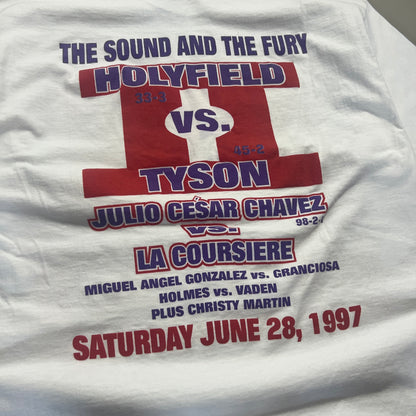 THE SOUND AND THE FURY
HOLYFIELD
33-3
VS.
45-2
TYSON
JULIO CÉSAR CHAVEZ
98-2-
VS.
LA COURSIERE
MIGUEL ANGEL GONZALEZ vs. GRANCIOSA
HOLMES vs. VADEN
PLUS CHRISTY MARTIN
SATURDAY JUNE 28, 1997